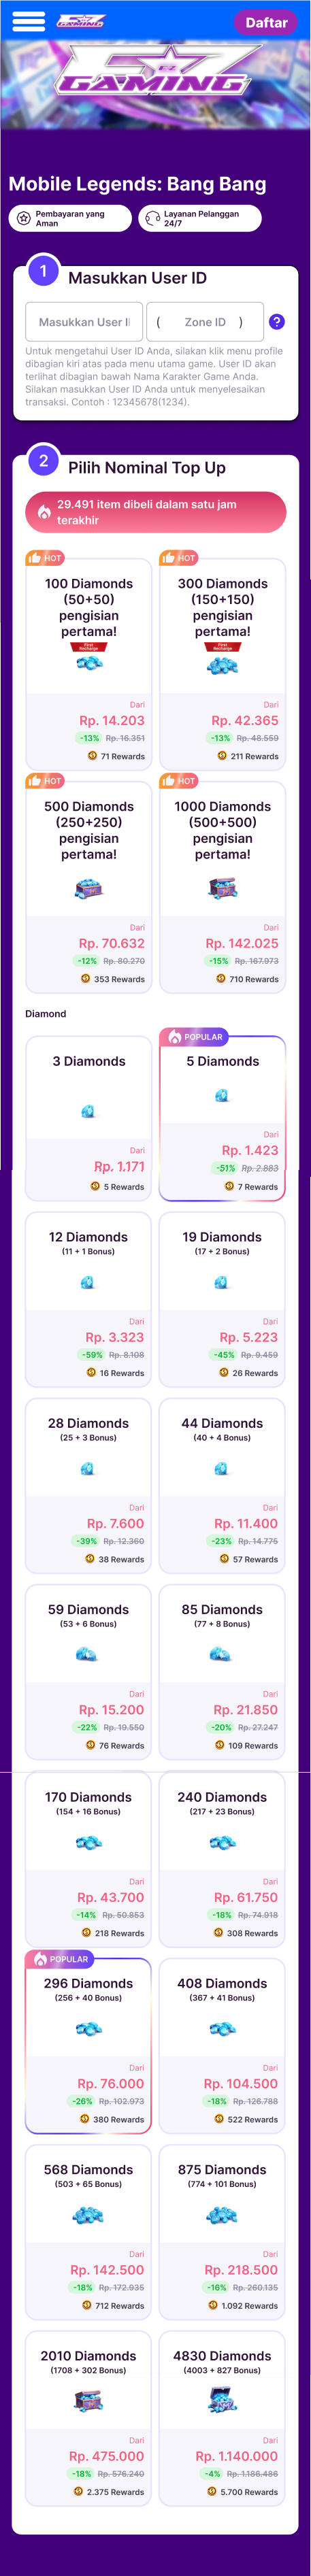 GZ
GAMING
Daftar
GZ
GAMING
Mobile Legends: Bang Bang
Pembayaran yang
Aman
Layanan Pelanggan
24/7
1
Masukkan User ID
Masukkan User I
( Zone ID )
?
Untuk mengetahui User ID Anda, silakan klik menu profile
dibagian kiri atas pada menu utama game. User ID akan
terlihat dibagian bawah Nama Karakter Game Anda.
Silakan masukkan User ID Anda untuk menyelesaikan
transaksi. Contoh : 12345678(1234).
2
Pilih Nominal Top Up
29.491 item dibeli dalam satu jam
terakhir
HOT
100 Diamonds
(50+50)
pengisian
pertama!
First
Recharge
Dari
Rp. 14.203
-13% Rp. 16.351
71 Rewards
HOT
300 Diamonds
(150+150)
pengisian
pertama!
First
Recharge
Dari
Rp. 42.365
-13% Rp. 48.559
211 Rewards
HOT
500 Diamonds
(250+250)
pengisian
pertama!
Dari
Rp. 70.632
-12% Rp. 80.270
353 Rewards
HOT
1000 Diamonds
(500+500)
pengisian
pertama!
Dari
Rp. 142.025
-15% Rp. 167.973
710 Rewards
Diamond
3 Diamonds
Dari
Rp. 1.171
5 Rewards
POPULAR
5 Diamonds
Dari
Rp. 1.423
-51% Rp. 2.883
7 Rewards
12 Diamonds
(11 + 1 Bonus)
Dari
Rp. 3.323
-59% Rp. 8.108
16 Rewards
19 Diamonds
(17 + 2 Bonus)
Dari
Rp. 5.223
-45% Rp. 9.459
26 Rewards
28 Diamonds
(25 + 3 Bonus)
Dari
Rp. 7.600
-39% Rp. 12.360
38 Rewards
44 Diamonds
(40 + 4 Bonus)
Dari
Rp. 11.400
-23% Rp. 14.775
57 Rewards
59 Diamonds
(53 + 6 Bonus)
Dari
Rp. 15.200
-22% Rp. 19.550
76 Rewards
85 Diamonds
(77 + 8 Bonus)
Dari
Rp. 21.850
-20% Rp. 27.247
109 Rewards
170 Diamonds
(154 + 16 Bonus)
Dari
Rp. 43.700
-14% Rp. 50.853
218 Rewards
240 Diamonds
(217 + 23 Bonus)
Dari
Rp. 61.750
-18% Rp. 74.918
308 Rewards
POPULAR
296 Diamonds
(256 + 40 Bonus)
Dari
Rp. 76.000
-26% Rp. 102.973
380 Rewards
408 Diamonds
(367 + 41 Bonus)
Dari
Rp. 104.500
-18% Rp. 126.788
522 Rewards
568 Diamonds
(503 + 65 Bonus)
Dari
Rp. 142.500
-18% Rp. 172.935
712 Rewards
875 Diamonds
(774 + 101 Bonus)
Dari
Rp. 218.500
-16% Rp. 260.135
1.092 Rewards
2010 Diamonds
(1708 + 302 Bonus)
Dari
Rp. 475.000
-18% Rp. 576.240
2.375 Rewards
4830 Diamonds
(4003 + 827 Bonus)
Dari
Rp. 1.140.000
-4% Rp. 1.186.486
5.700 Rewards